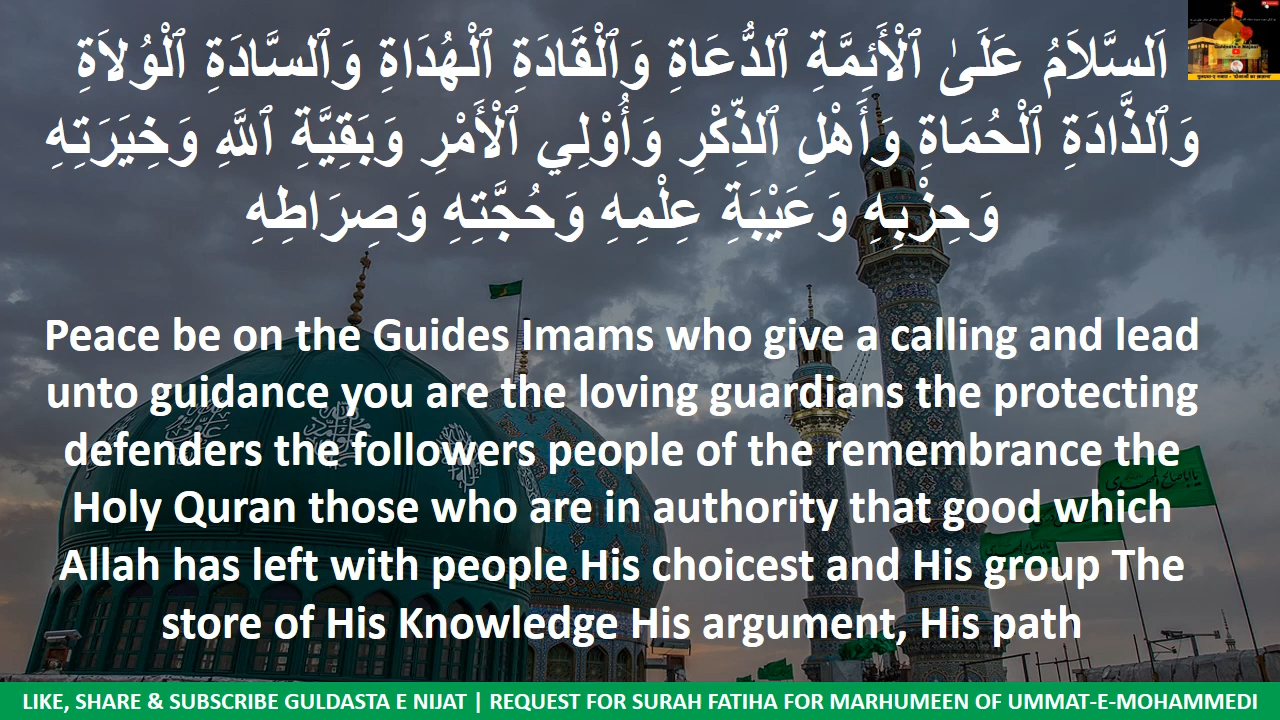 اَلسَّلاَمُ عَلَىٰ ٱلْأَئِمَّةِ ٱلدُّعَاةِ وَٱلْقَادَةِ ٱلْهُدَاةِ وَٱلسَّادَةِ ٱلْوُلاَةِ
وَٱلذَّادَةِ ٱلْحُمَاةِ وَأَهْلِ ٱلذِّكْرِ وَأُوْلِي ٱلْأَمْرِ وَبَقِيَّةِ ٱللَّهِ وَخِيَرَتِهِ
وَحِزْبِهِ وَعَيْبَةِ عِلْمِهِ وَحُجَّتِهِ وَصِرَاطِهِ
Peace be on the Guides Imams who give a calling and lead
unto guidance you are the loving guardians the protecting
defenders the followers people of the remembrance the
Holy Quran those who are in authority that good which
Allah has left with people His choicest and His group The
store of His Knowledge His argument, His path
LIKE, SHARE & SUBSCRIBE GULDASTA E NIJAT | REQUEST FOR SURAH FATIHA FOR MARHUMEEN OF UMMAT-E-MOHAMMEDI